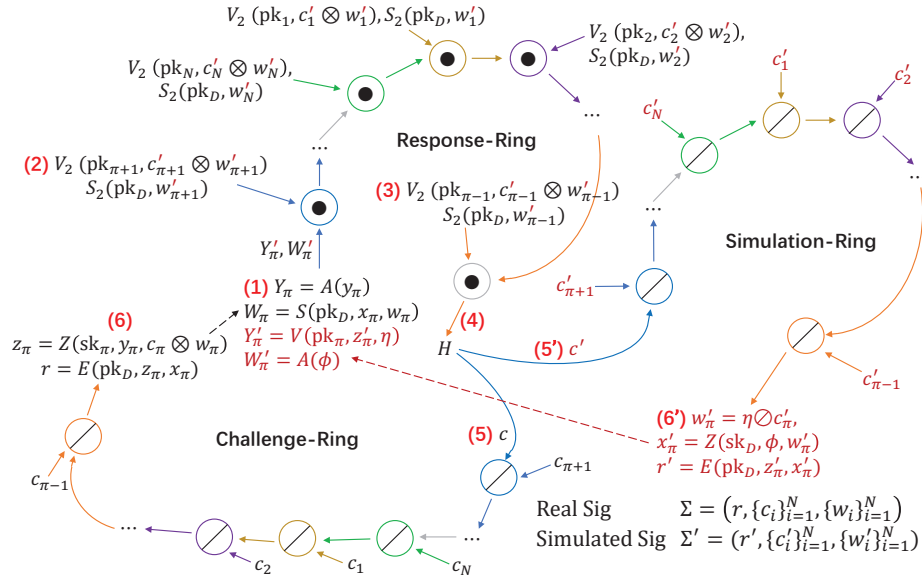 V₂ (pk₁, c′₁ ⊗ w′₁), S₂(pk_D, w′₁)
V₂ (pk₂, c′₂ ⊗ w′₂),
S₂(pk_D, w′₂)
V₂ (pk_N, c′_N ⊗ w′_N),
S₂(pk_D, w′_N)
c′₁
c′₂
c′_N
...
...
Response-Ring
(2) V₂ (pk_{π+1}, c′_{π+1} ⊗ w′_{π+1})
S₂(pk_D, w′_{π+1})
(3) V₂ (pk_{π−1}, c′_{π−1} ⊗ w′_{π−1})
S₂(pk_D, w′_{π−1})
...
...
Simulation-Ring
Y′_π, W′_π
(1) Y_π = A(y_π)
W_π = S(pk_D, x_π, w_π)
Y′_π = V(pk_π, z′_π, η)
W′_π = A(ϕ)
c′_{π+1}
(4)
H
(5') c′
(6)
z_π = Z(sk_π, y_π, c_π ⊗ w_π)
r = E(pk_D, z_π, x_π)
c′_{π−1}
(6') w′_π = η⊘c′_π,
x′_π = Z(sk_D, ϕ, w′_π)
r′ = E(pk_D, z′_π, x′_π)
Challenge-Ring
(5) c
c_{π−1}
c_{π+1}
...
...
c₂
c₁
c_N
Real Sig Σ = (r, {c_i}_{i=1}^N, {w_i}_{i=1}^N)
Simulated Sig Σ′ = (r′, {c′_i}_{i=1}^N, {w′_i}_{i=1}^N)